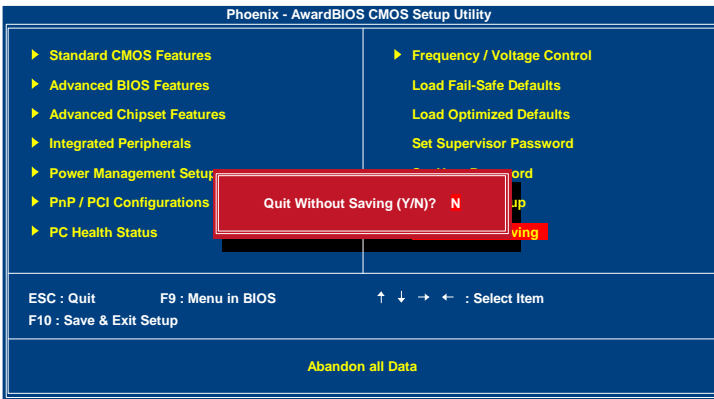 Phoenix - AwardBIOS CMOS Setup Utility
Standard CMOS Features
Advanced BIOS Features
Advanced Chipset Features
Integrated Peripherals
Power Management Setup
PnP / PCI Configurations
PC Health Status
Frequency / Voltage Control
Load Fail-Safe Defaults
Load Optimized Defaults
Set Supervisor Password
Quit Without Saving (Y/N)? N
ESC : Quit F9 : Menu in BIOS ↑ ↓ → ← : Select Item
F10 : Save & Exit Setup
Abandon all Data